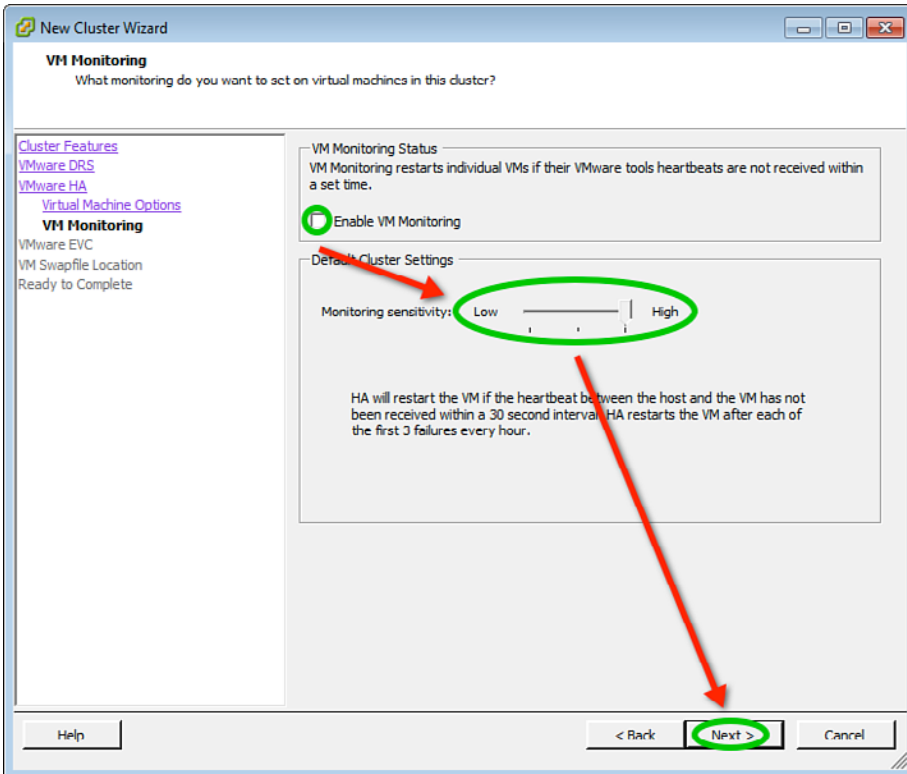 New Cluster Wizard
VM Monitoring
What monitoring do you want to set on virtual machines in this cluster?
Cluster Features
VMware DRS
VMware HA
Virtual Machine Options
VM Monitoring
VMware EVC
VM Swapfile Location
Ready to Complete
VM Monitoring Status
VM Monitoring restarts individual VMs if their VMware tools heartbeats are not received within
a set time.
Enable VM Monitoring
Default Cluster Settings
Monitoring sensitivity: Low High
HA will restart the VM if the heartbeat between the host and the VM has not
been received within a 30 second interval. HA restarts the VM after each of
the first 3 failures every hour.
Help < Back Next > Cancel